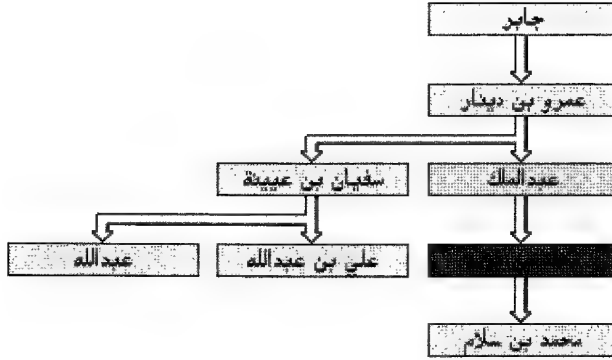 جابر
عمرو بن دينار
سفيان بن عيينة
عبدالملك
عبدالله
علي بن عبدالله
محمد بن سلام